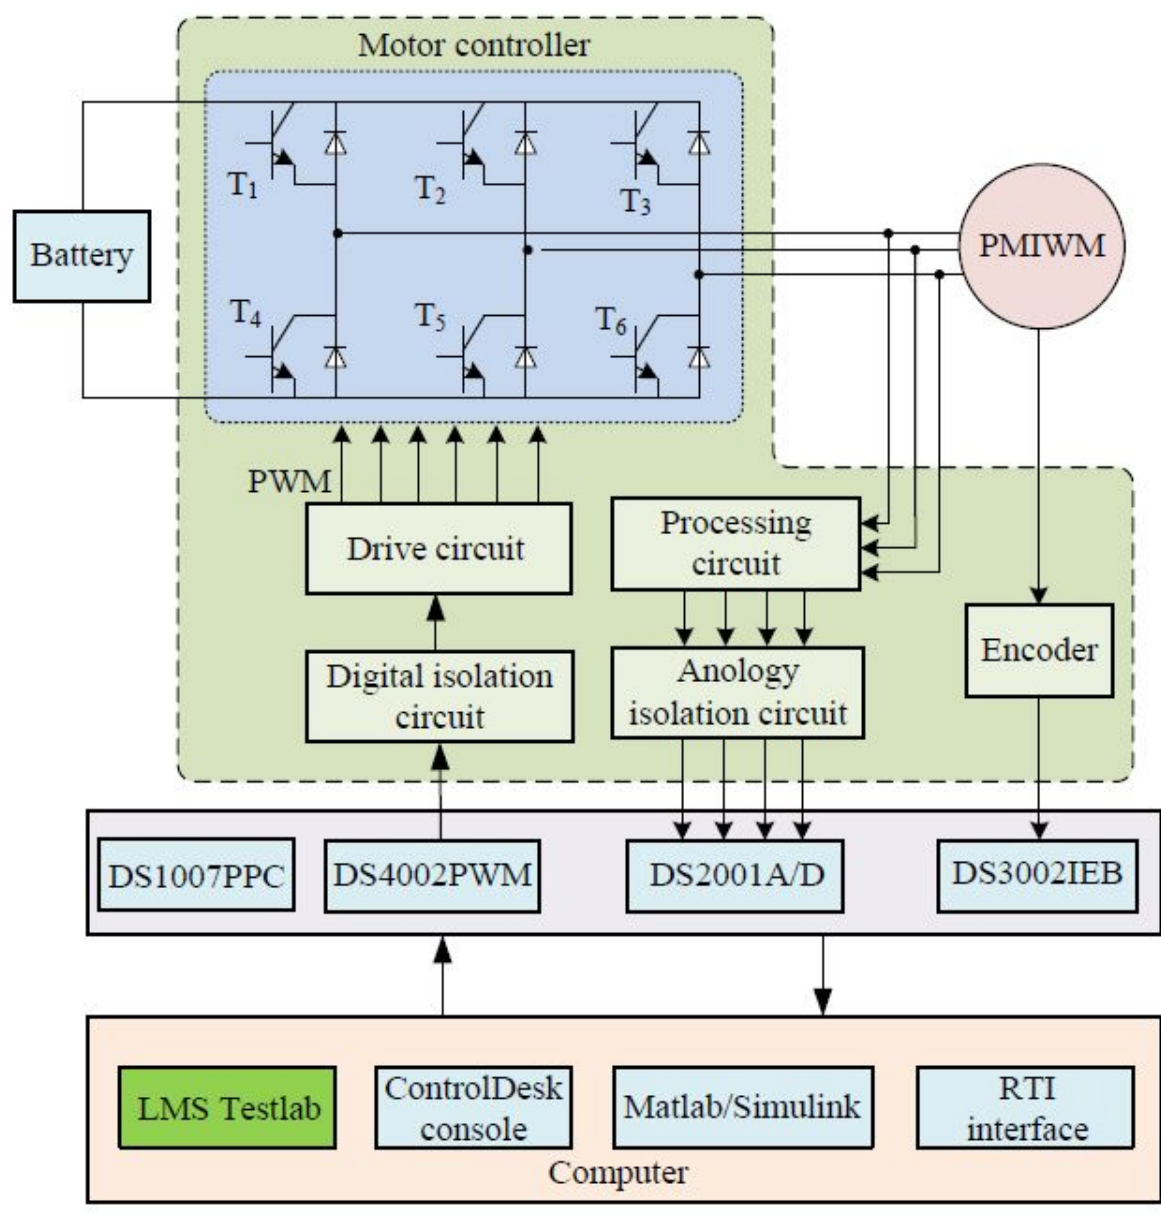 Motor controller
T1
T2
T3
Battery
PMIWM
T4
T5
T6
PWM
Drive circuit
Processing
circuit
Encoder
Digital isolation
circuit
Anology
isolation circuit
DS1007PPC
DS4002PWM
DS2001A/D
DS3002IEB
LMS Testlab
ControlDesk
console
Matlab/Simulink
RTI
interface
Computer